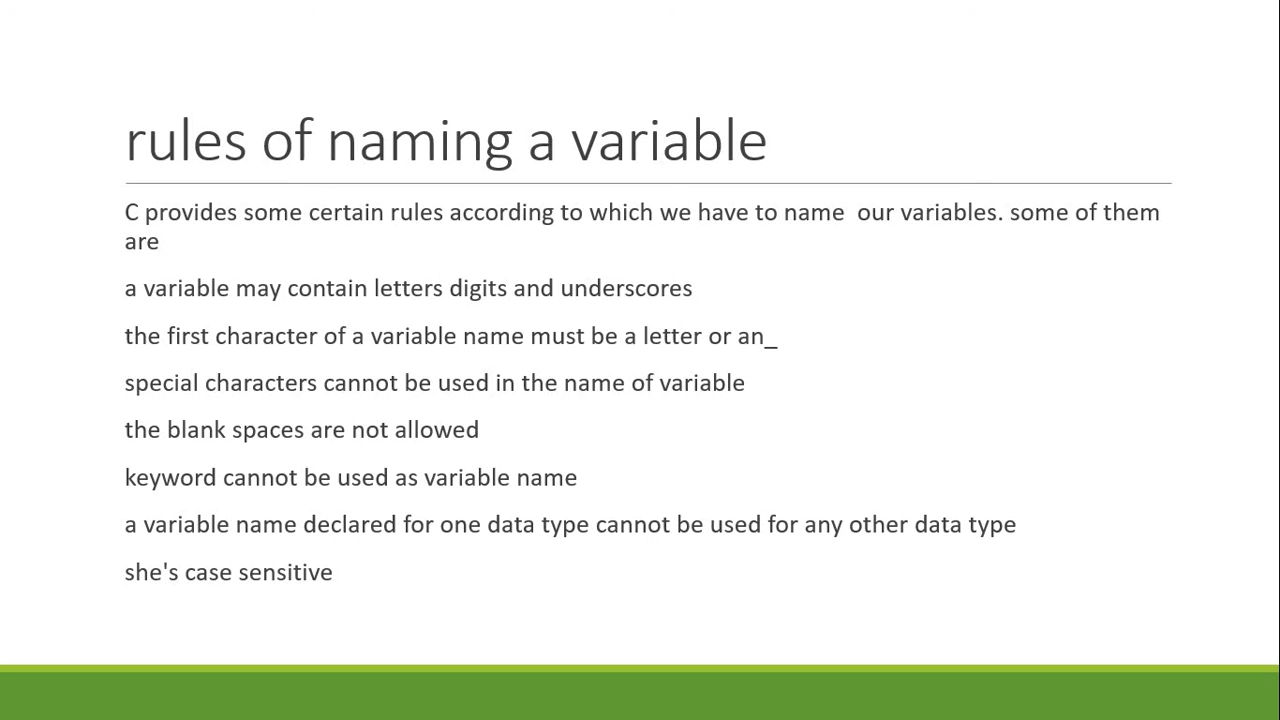 rules of naming a variable
C provides some certain rules according to which we have to name  our variables. some of them
are
a variable may contain letters digits and underscores
the first character of a variable name must be a letter or an_
special characters cannot be used in the name of variable
the blank spaces are not allowed
keyword cannot be used as variable name
a variable name declared for one data type cannot be used for any other data type
she's case sensitive